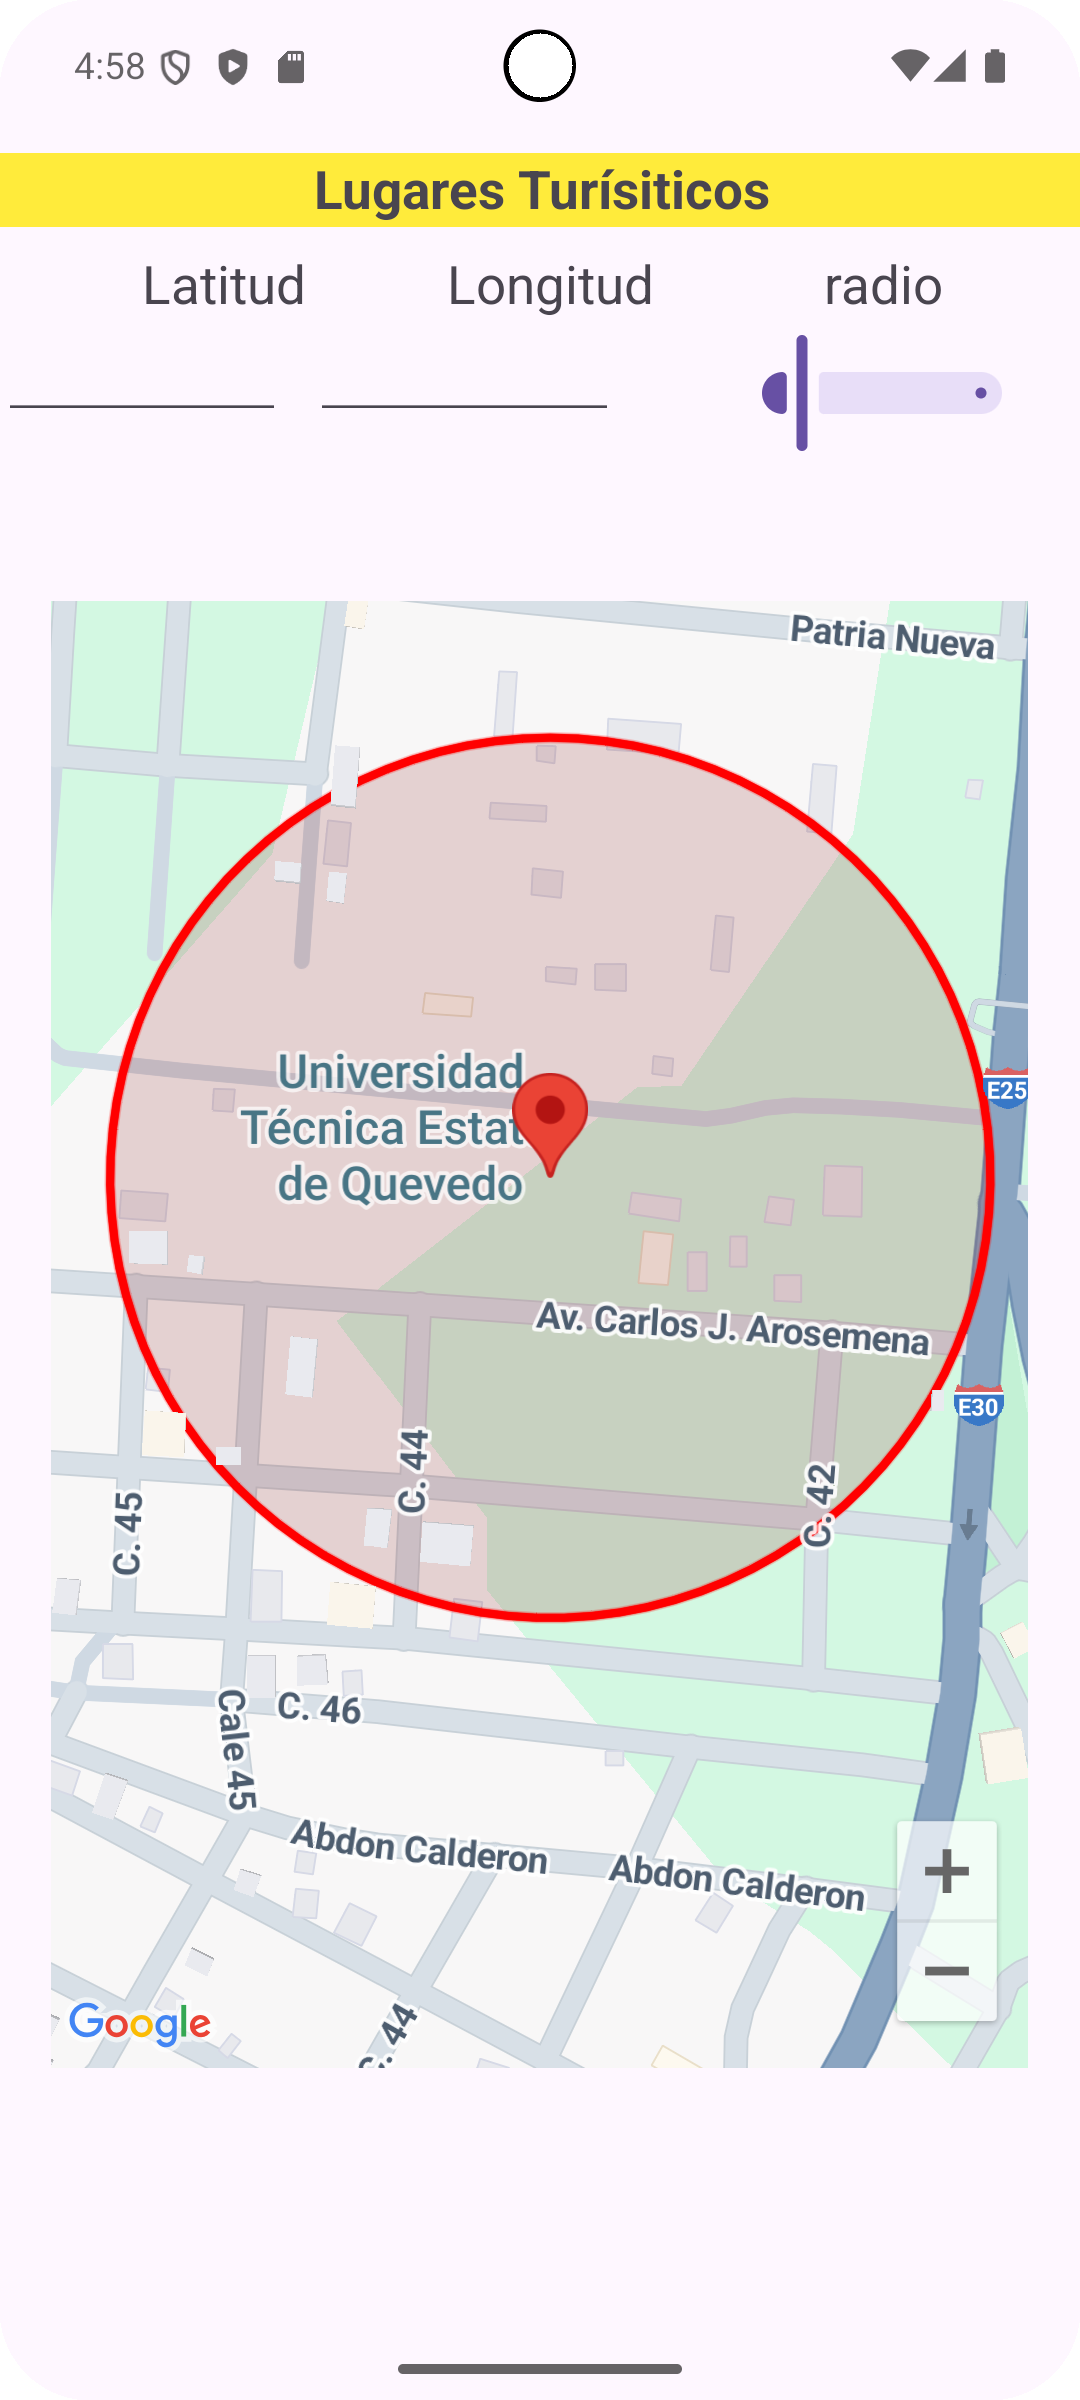 4:58
Lugares Turísiticos
Latitud
Longitud
radio
Patria Nueva
E25
Universidad
Técnica Estat
de Quevedo
Av. Carlos J. Arosemena
E30
C. 44
C. 42
C. 45
C. 46
Cale 45
Abdon Calderon
Abdon Calderon
+
−
Google
C. 44